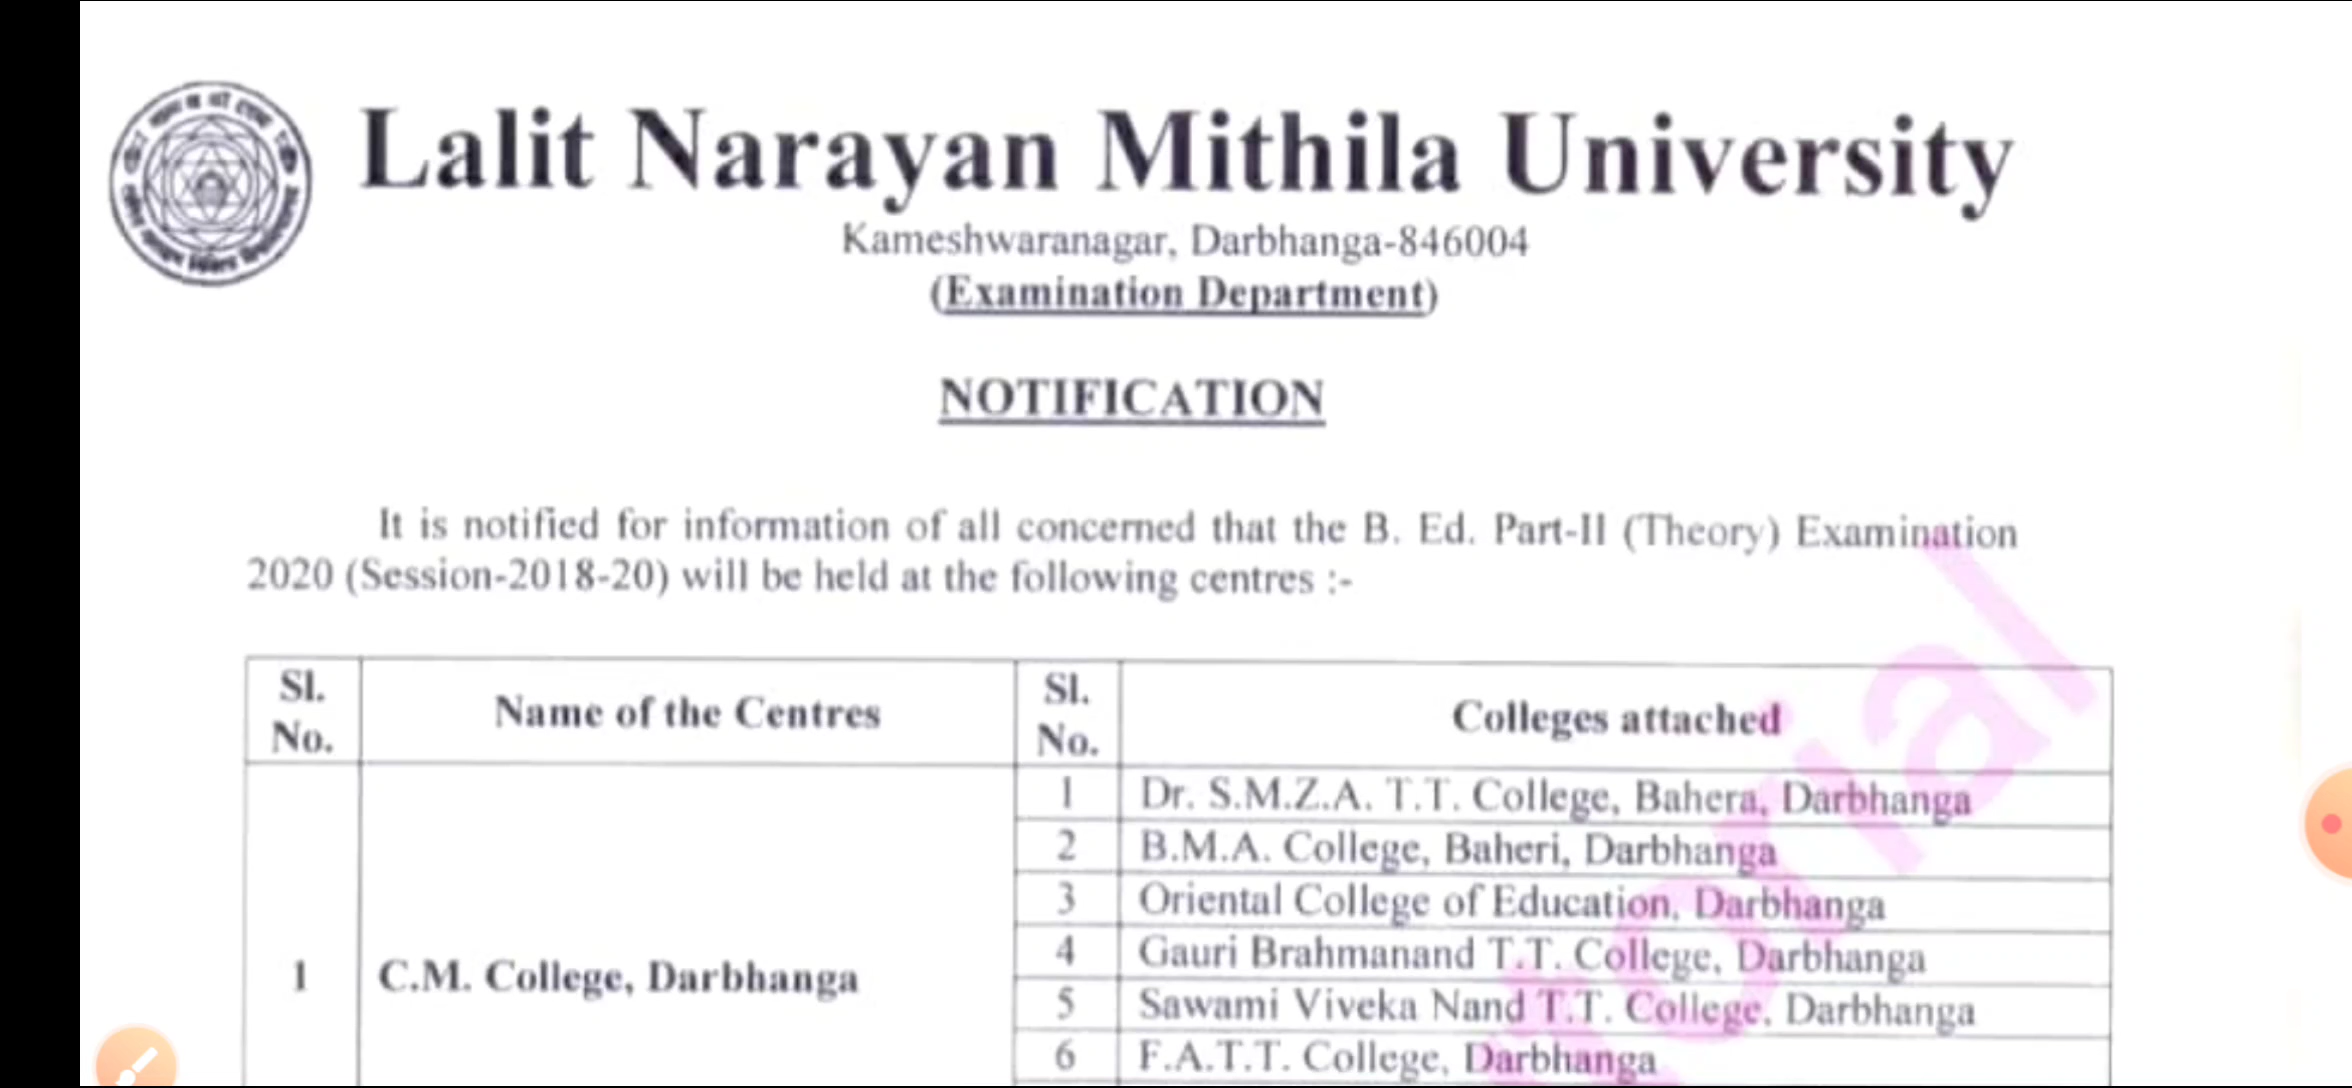 Lalit Narayan Mithila University
Kameshwaranagar, Darbhanga-846004
(Examination Department)
NOTIFICATION
It is notified for information of all concerned that the B. Ed. Part-II (Theory) Examination
2020 (Session-2018-20) will be held at the following centres :-
Sl. No. Name of the Centres Sl. No. Colleges attached
1 C.M. College, Darbhanga
1 Dr. S.M.Z.A. T.T. College, Bahera, Darbhanga
2 B.M.A. College, Baheri, Darbhanga
3 Oriental College of Education, Darbhanga
4 Gauri Brahmanand T.T. College, Darbhanga
5 Sawami Viveka Nand T.T. College, Darbhanga
6 F.A.T.T. College, Darbhanga